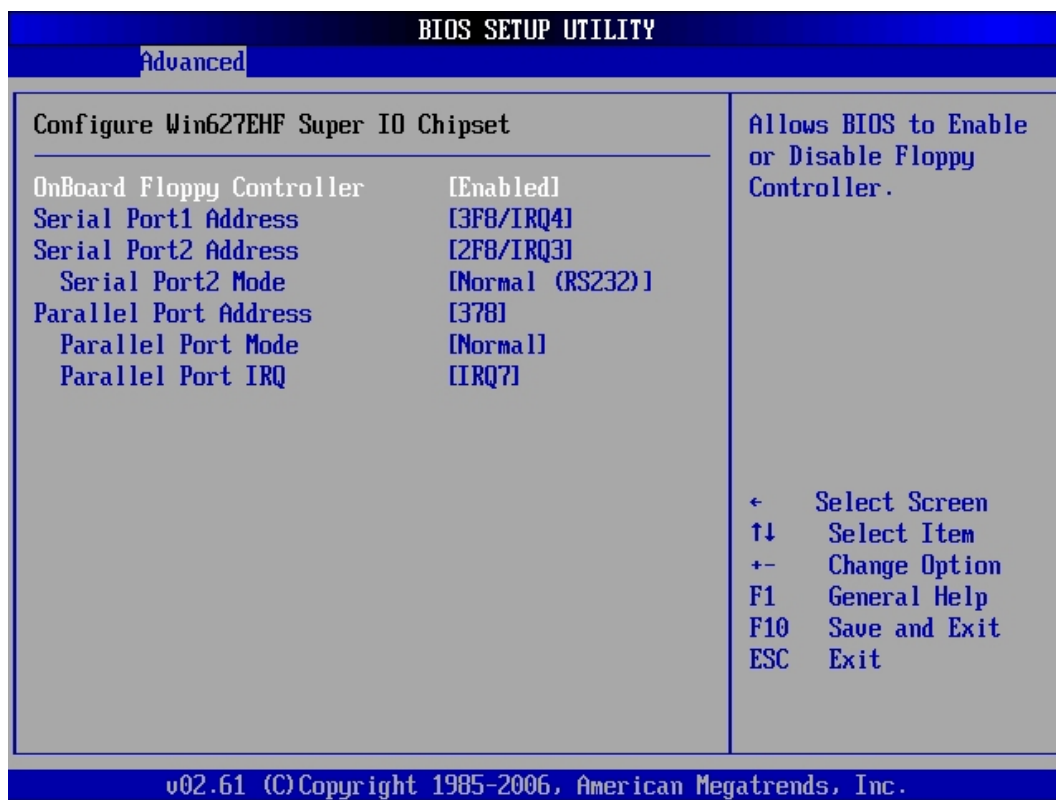 BIOS SETUP UTILITY
Advanced
Configure Win627EHF Super IO Chipset
OnBoard Floppy Controller [Enabled]
Serial Port1 Address [3F8/IRQ4]
Serial Port2 Address [2F8/IRQ3]
Serial Port2 Mode [Normal (RS232)]
Parallel Port Address [378]
Parallel Port Mode [Normal]
Parallel Port IRQ [IRQ7]
Allows BIOS to Enable
or Disable Floppy
Controller.
← Select Screen
↑↓ Select Item
+- Change Option
F1 General Help
F10 Save and Exit
ESC Exit
v02.61 (C)Copyright 1985-2006, American Megatrends, Inc.